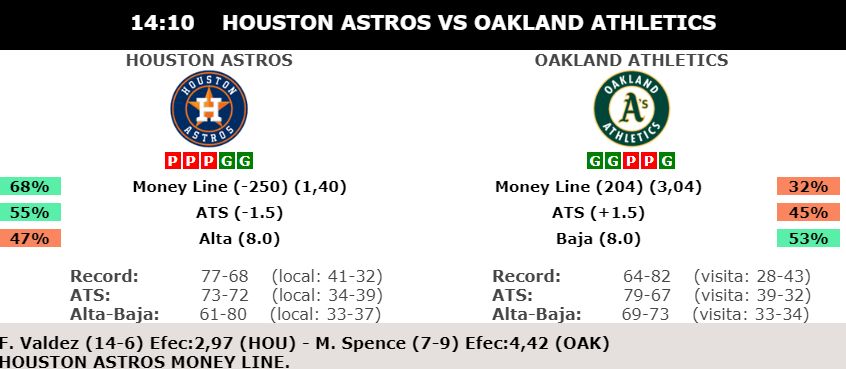 14:10 HOUSTON ASTROS VS OAKLAND ATHLETICS
HOUSTON ASTROS OAKLAND ATHLETICS
HOUSTON OAKLAND
H A's
ASTROS ATHLETICS
P P P G G G G P P G
68% Money Line (-250) (1,40) Money Line (204) (3,04) 32%
55% ATS (-1.5) ATS (+1.5) 45%
47% Alta (8.0) Baja (8.0) 53%
Record: 77-68 (local: 41-32) Record: 64-82 (visita: 28-43)
ATS: 73-72 (local: 34-39) ATS: 79-67 (visita: 39-32)
Alta-Baja: 61-80 (local: 33-37) Alta-Baja: 69-73 (visita: 33-34)
F. Valdez (14-6) Efec:2,97 (HOU) - M. Spence (7-9) Efec:4,42 (OAK)
HOUSTON ASTROS MONEY LINE.